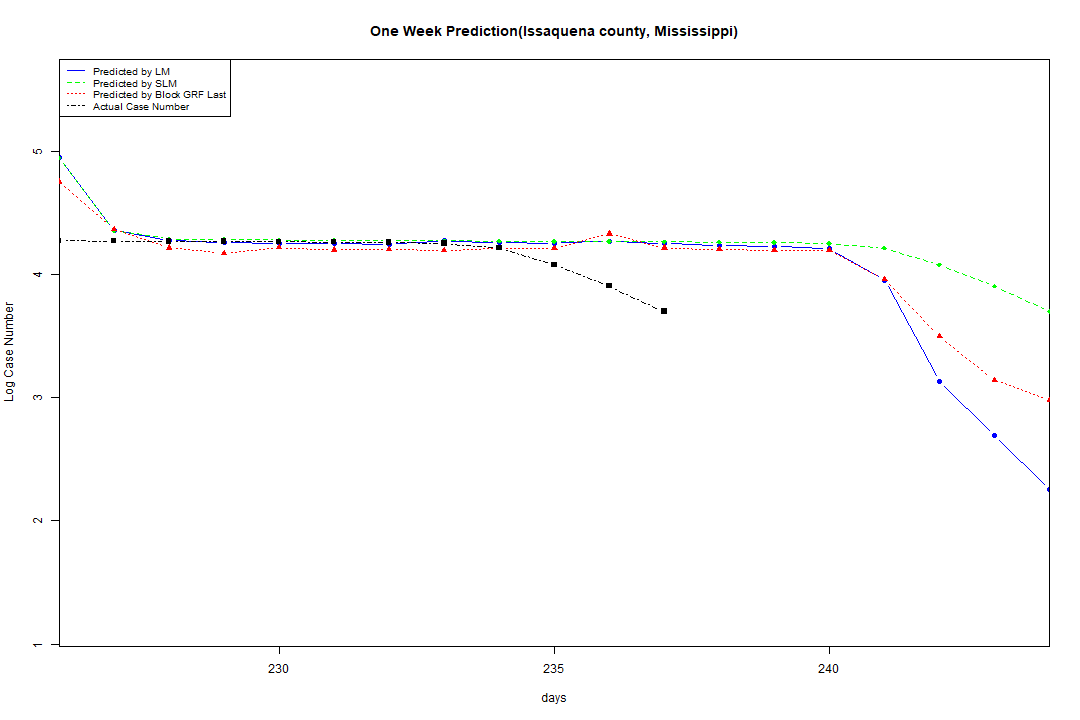 One Week Prediction(Issaquena county, Mississippi)
Predicted by LM
Predicted by SLM
Predicted by Block GRF Last
Actual Case Number
5
4
3
2
1
Log Case Number
230 235 240
days